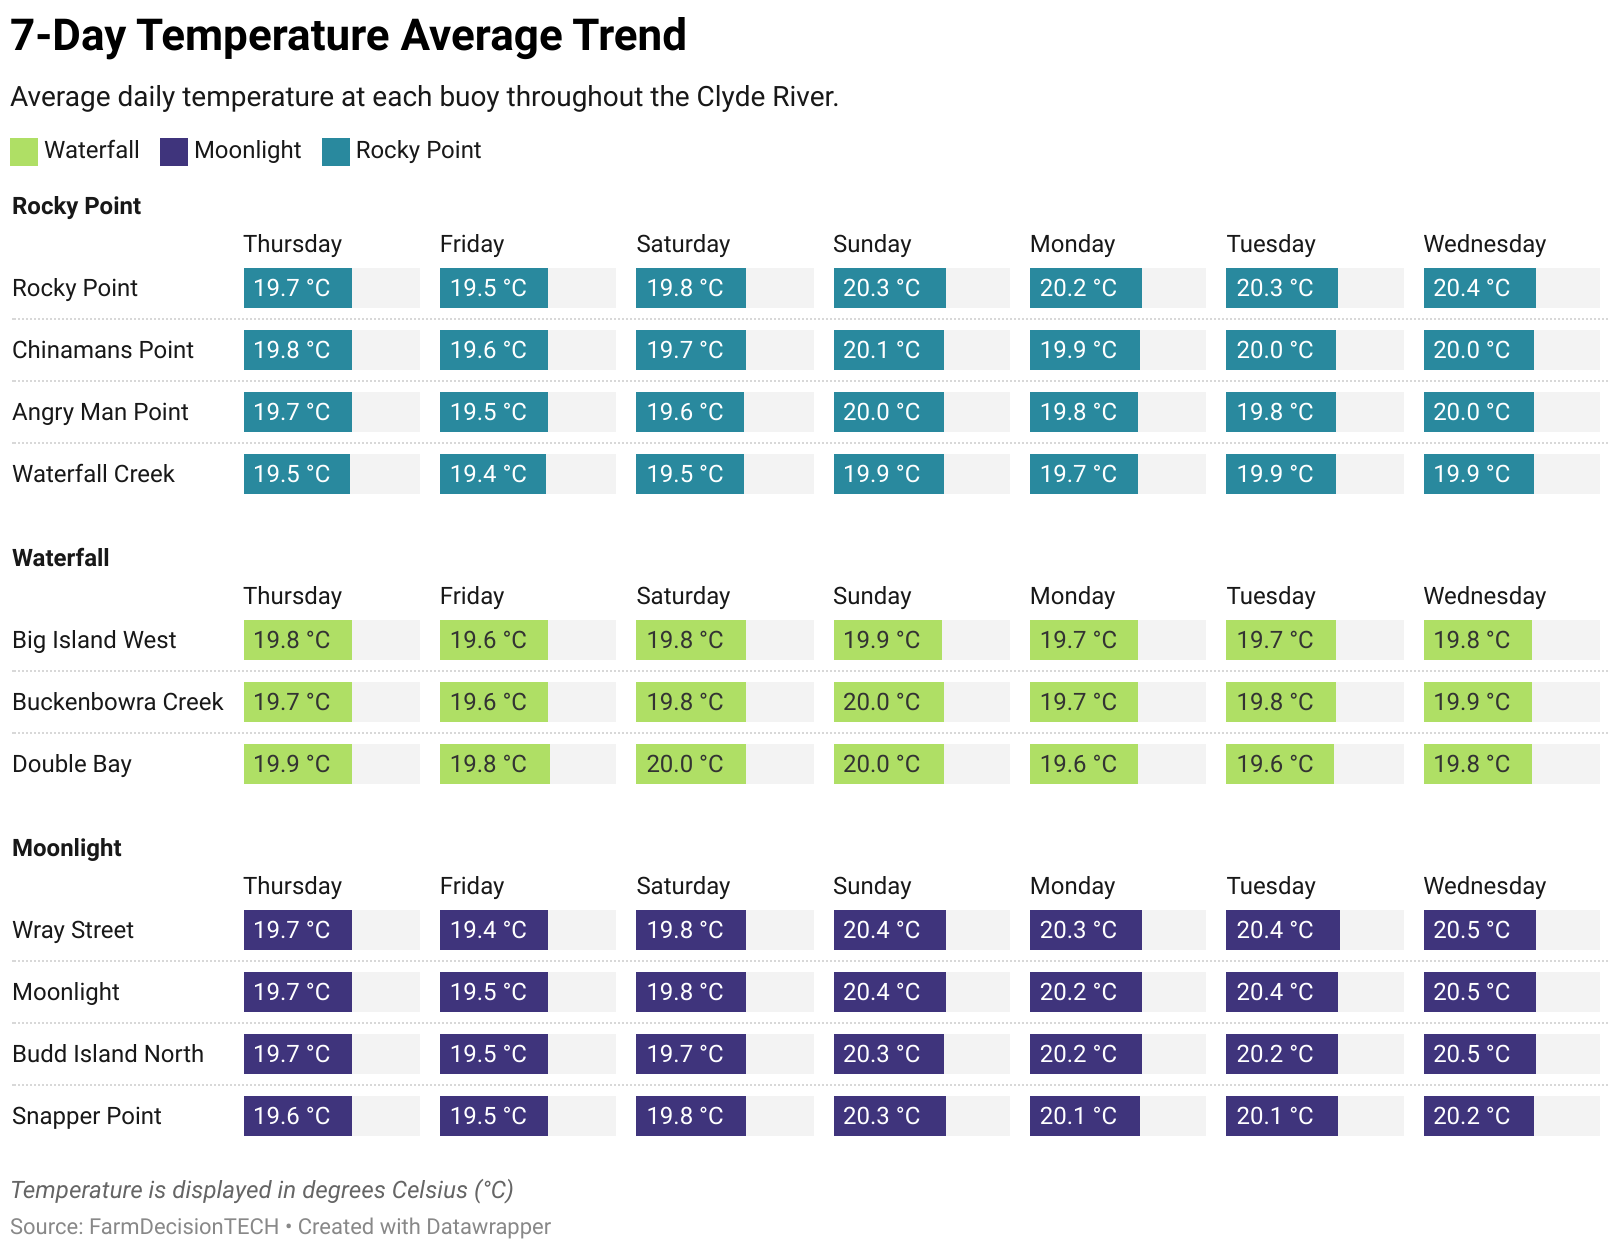 7-Day Temperature Average Trend
Average daily temperature at each buoy throughout the Clyde River.
Waterfall Moonlight Rocky Point
Rocky Point
Thursday Friday Saturday Sunday Monday Tuesday Wednesday
Rocky Point 19.7 °C 19.5 °C 19.8 °C 20.3 °C 20.2 °C 20.3 °C 20.4 °C
Chinamans Point 19.8 °C 19.6 °C 19.7 °C 20.1 °C 19.9 °C 20.0 °C 20.0 °C
Angry Man Point 19.7 °C 19.5 °C 19.6 °C 20.0 °C 19.8 °C 19.8 °C 20.0 °C
Waterfall Creek 19.5 °C 19.4 °C 19.5 °C 19.9 °C 19.7 °C 19.9 °C 19.9 °C
Waterfall
Thursday Friday Saturday Sunday Monday Tuesday Wednesday
Big Island West 19.8 °C 19.6 °C 19.8 °C 19.9 °C 19.7 °C 19.7 °C 19.8 °C
Buckenbowra Creek 19.7 °C 19.6 °C 19.8 °C 20.0 °C 19.7 °C 19.8 °C 19.9 °C
Double Bay 19.9 °C 19.8 °C 20.0 °C 20.0 °C 19.6 °C 19.6 °C 19.8 °C
Moonlight
Thursday Friday Saturday Sunday Monday Tuesday Wednesday
Wray Street 19.7 °C 19.4 °C 19.8 °C 20.4 °C 20.3 °C 20.4 °C 20.5 °C
Moonlight 19.7 °C 19.5 °C 19.8 °C 20.4 °C 20.2 °C 20.4 °C 20.5 °C
Budd Island North 19.7 °C 19.5 °C 19.7 °C 20.3 °C 20.2 °C 20.2 °C 20.5 °C
Snapper Point 19.6 °C 19.5 °C 19.8 °C 20.3 °C 20.1 °C 20.1 °C 20.2 °C
Temperature is displayed in degrees Celsius (°C)
Source: FarmDecisionTECH • Created with Datawrapper